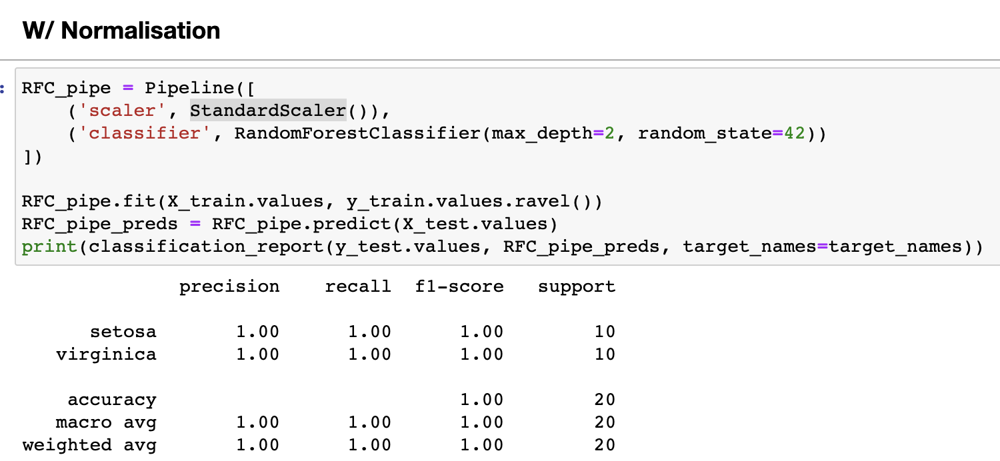 W/ Normalisation
:
RFC_pipe = Pipeline([
    ('scaler', StandardScaler()),
    ('classifier', RandomForestClassifier(max_depth=2, random_state=42))
])
RFC_pipe.fit(X_train.values, y_train.values.ravel())
RFC_pipe_preds = RFC_pipe.predict(X_test.values)
print(classification_report(y_test.values, RFC_pipe_preds, target_names=target_names))
              precision    recall  f1-score   support
      setosa       1.00      1.00      1.00        10
   virginica       1.00      1.00      1.00        10
    accuracy                           1.00        20
   macro avg       1.00      1.00      1.00        20
weighted avg       1.00      1.00      1.00        20